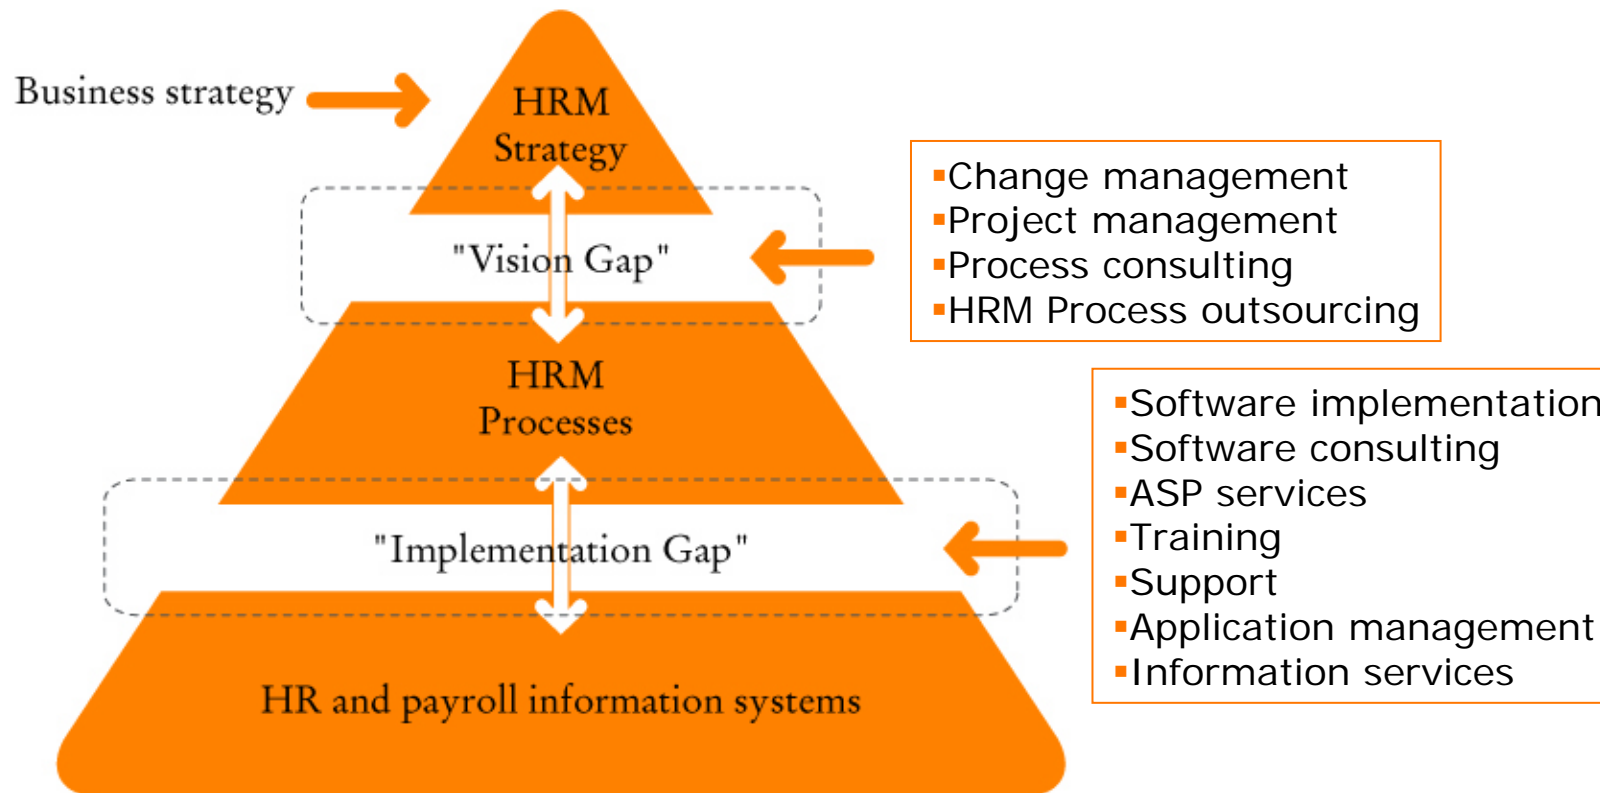 Business strategy
HRM
Strategy
"Vision Gap"
▪Change management
▪Project management
▪Process consulting
▪HRM Process outsourcing
HRM
Processes
"Implementation Gap"
▪Software implementation
▪Software consulting
▪ASP services
▪Training
▪Support
▪Application management
▪Information services
HR and payroll information systems